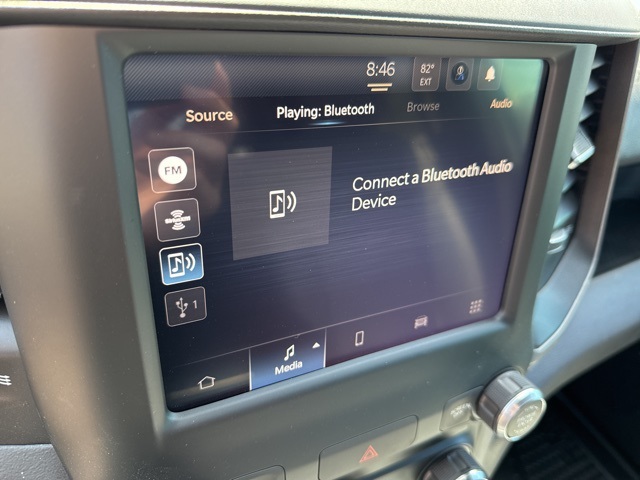 8:46
82°
EXT
Source
Playing: Bluetooth
Browse
Audio
FM
Connect a Bluetooth Audio
Device
1
Media